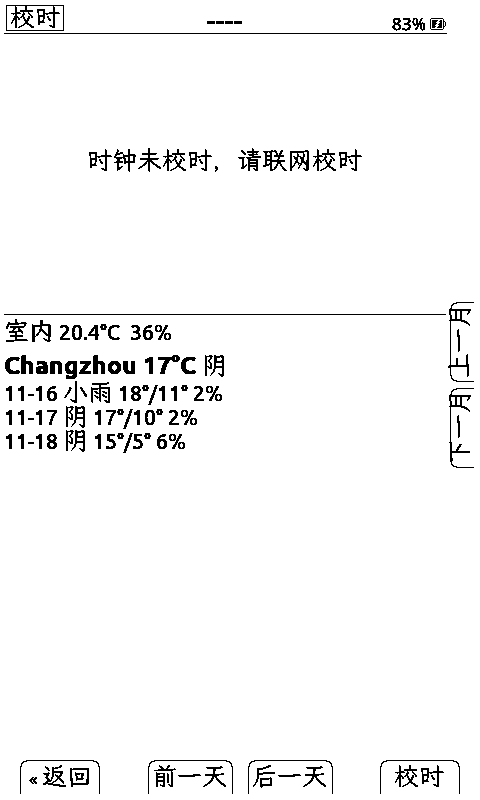 校时 ---- 83%
时钟未校时，请联网校时
室内 20.4°C 36%
Changzhou 17°C 阴
11-16 小雨 18°/11° 2%
11-17 阴 17°/10° 2%
11-18 阴 15°/5° 6%
上一月
下一月
«返回 前一天 后一天 校时